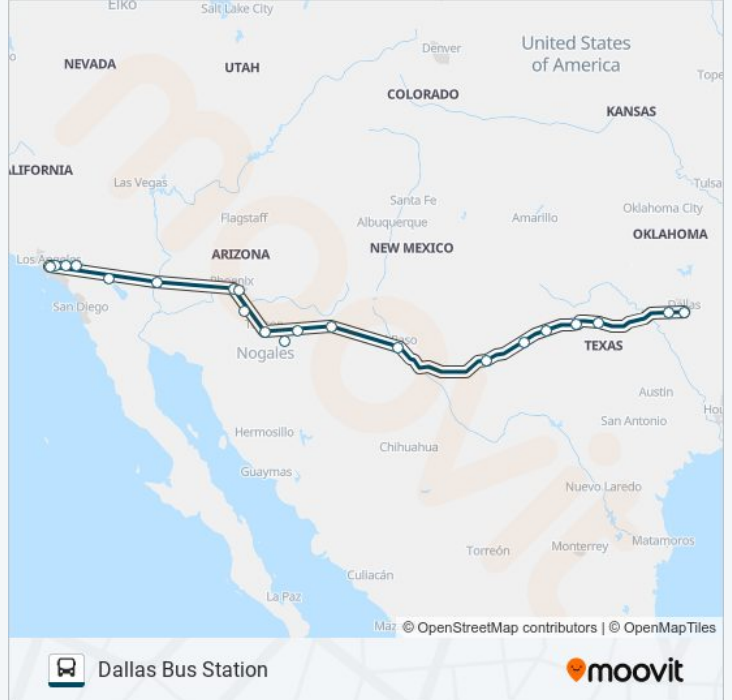 Elko
Salt Lake City
United States
of America
Denver
NEVADA
UTAH
Tope
COLORADO
KANSAS
ALIFORNIA
Las Vegas
Tulsa
Santa Fe
Oklahoma City
Flagstaff
Albuquerque
Amarillo
OKLAHOMA
ARIZONA
NEW MEXICO
Los Angeles
Phoenix
San Diego
Dallas
Paso
TEXAS
Nogales
Austin
Hou
San Antonio
Hermosillo
Chihuahua
Guaymas
Nuevo Laredo
Matamoros
Torreón
Monterrey
Culiacán
La Paz
Maz
© OpenStreetMap contributors | © OpenMapTiles
Dallas Bus Station
moovit